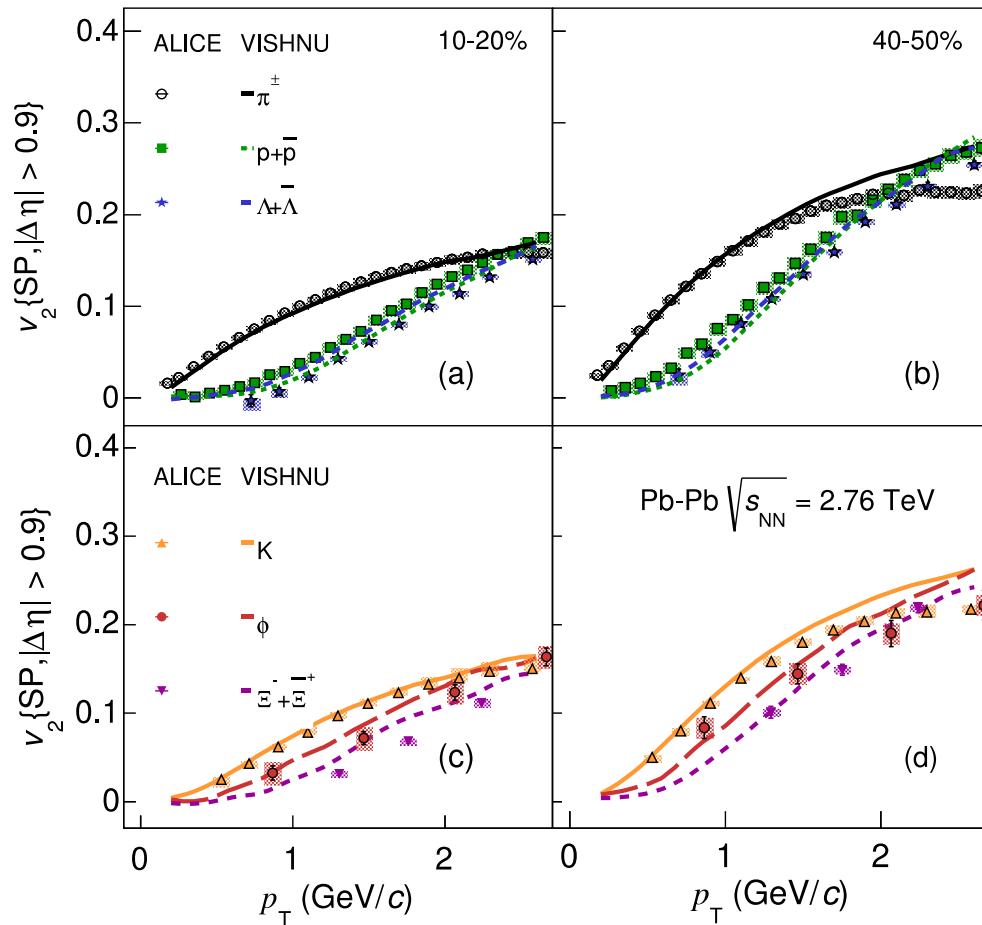 0.4 ALICE VISHNU 10-20% 40-50%
π±
0.3
p+p̅
0.2 Λ+Λ̅
0.1
0 (a) (b)
v₂{SP,|Δη| > 0.9}
0.4 ALICE VISHNU Pb-Pb √sNN = 2.76 TeV
0.3 K
0.2 ϕ
Ξ⁻+Ξ̅⁺
0.1 (c) (d)
0
v₂{SP,|Δη| > 0.9}
0 1 2 0 1 2
pT (GeV/c) pT (GeV/c)